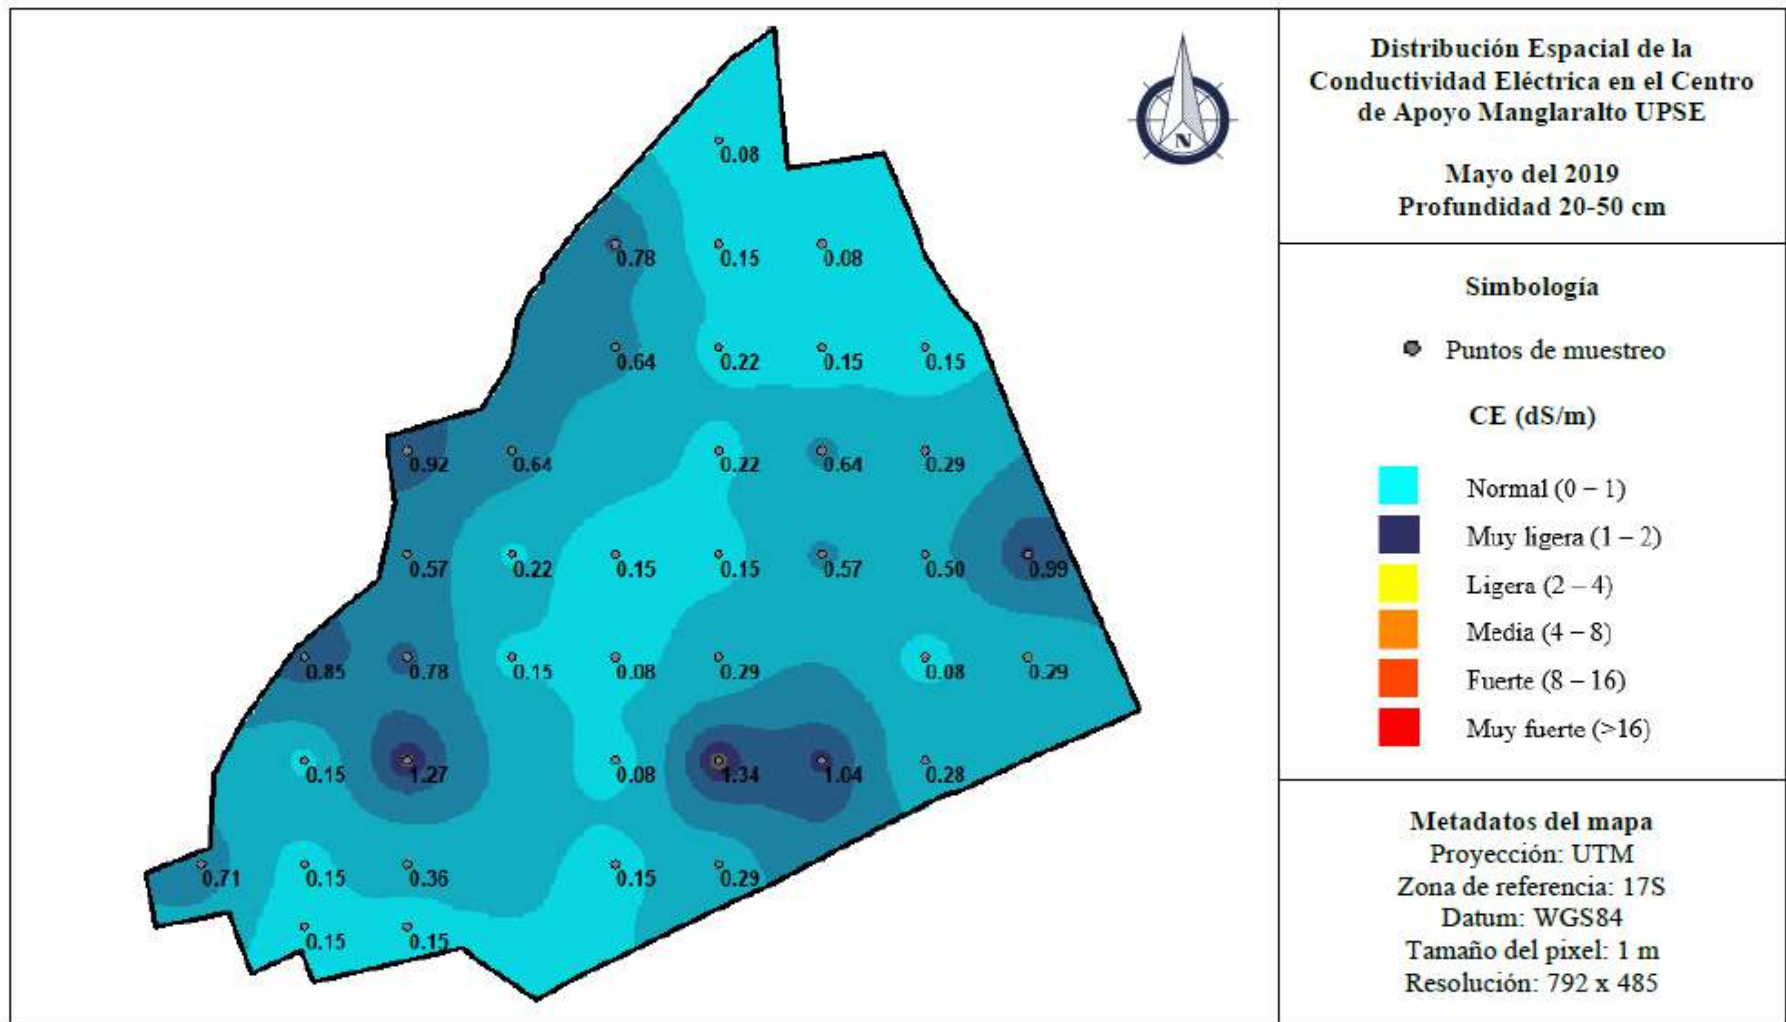 Distribución Espacial de la
Conductividad Eléctrica en el Centro
de Apoyo Manglaralto UPSE
Mayo del 2019
Profundidad 20-50 cm
N
0.08
0.78 0.15 0.08
0.64 0.22 0.15 0.15
0.92 0.64 0.22 0.64 0.29
0.57 0.22 0.15 0.15 0.57 0.50 0.99
0.85 0.78 0.15 0.08 0.29 0.08 0.29
0.15 1.27 0.08 1.34 1.04 0.28
0.71 0.15 0.36 0.15 0.29
0.15 0.15
Simbología
Puntos de muestreo
CE (dS/m)
Normal (0 – 1)
Muy ligera (1 – 2)
Ligera (2 – 4)
Media (4 – 8)
Fuerte (8 – 16)
Muy fuerte (>16)
Metadatos del mapa
Proyección: UTM
Zona de referencia: 17S
Datum: WGS84
Tamaño del pixel: 1 m
Resolución: 792 x 485